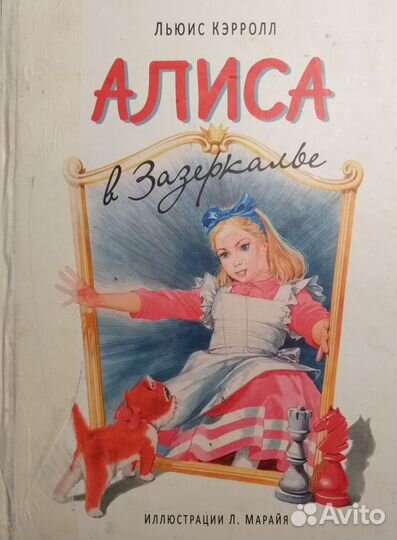 ЛЬЮИС КЭРРОЛЛ
АЛИСА
в Зазеркалье
ИЛЛЮСТРАЦИИ Л. МАРАЙЯ
Avito